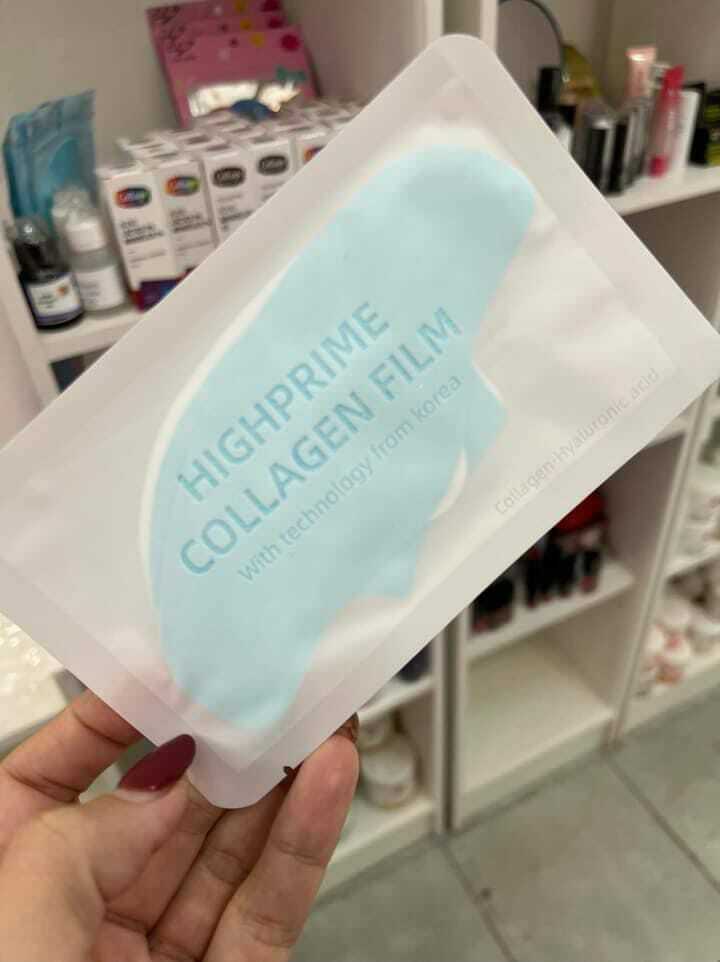 HIGHPRIME
COLLAGEN FILM
With technology from korea
Collagen·Hyaluronic acid